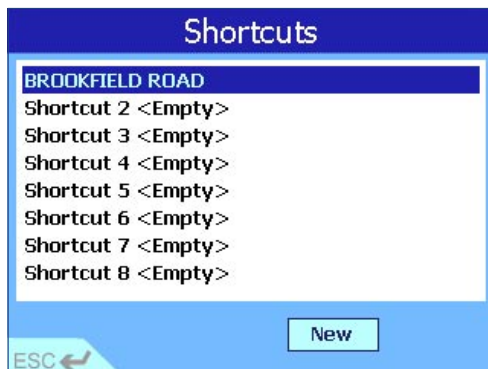 Shortcuts
BROOKFIELD ROAD
Shortcut 2 <Empty>
Shortcut 3 <Empty>
Shortcut 4 <Empty>
Shortcut 5 <Empty>
Shortcut 6 <Empty>
Shortcut 7 <Empty>
Shortcut 8 <Empty>
New
ESC